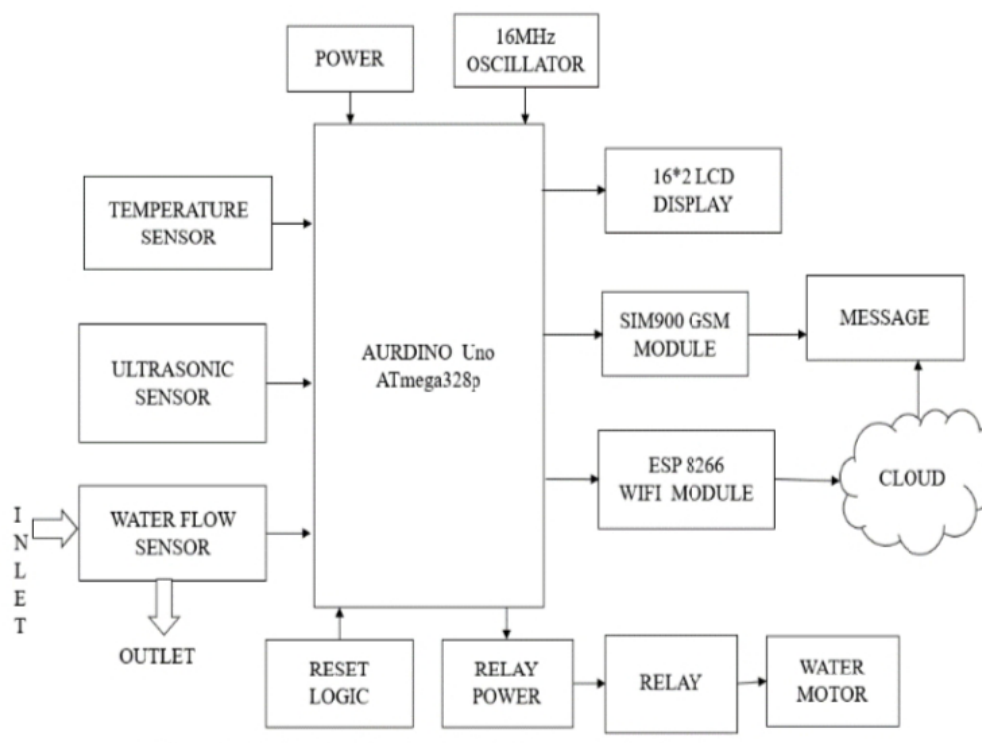 POWER
16MHz
OSCILLATOR
TEMPERATURE
SENSOR
16*2 LCD
DISPLAY
ULTRASONIC
SENSOR
AURDINO Uno
ATmega328p
SIM900 GSM
MODULE
MESSAGE
ESP 8266
WIFI MODULE
CLOUD
INLET
WATER FLOW
SENSOR
OUTLET
RESET
LOGIC
RELAY
POWER
RELAY
WATER
MOTOR